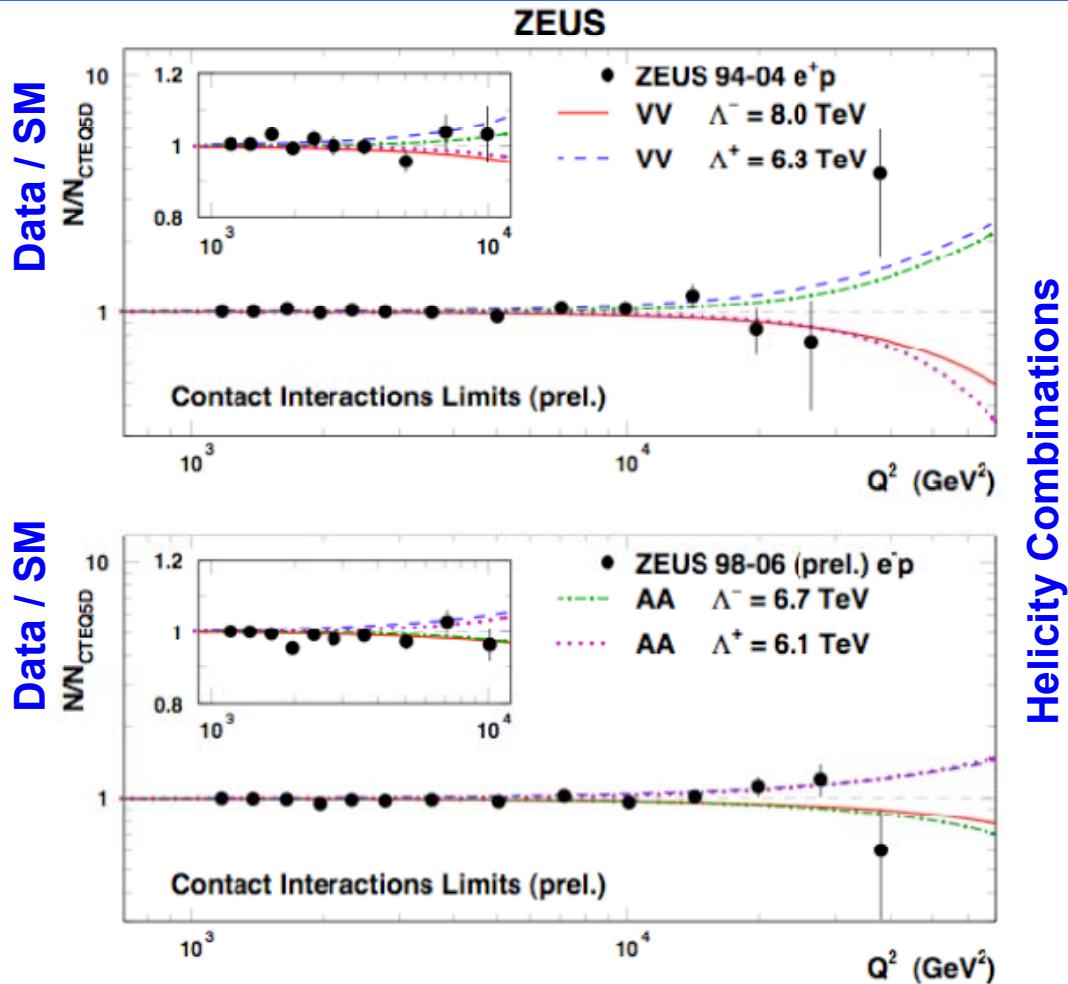 ZEUS
Data / SM
N/N_CTEQ5D
10
1
1.2
1
0.8
10^3
10^4
● ZEUS 94-04 e^+p
VV Λ^- = 8.0 TeV
VV Λ^+ = 6.3 TeV
Contact Interactions Limits (prel.)
10^3
10^4
Q^2 (GeV^2)
Data / SM
N/N_CTEQ5D
10
1
1.2
1
0.8
10^3
10^4
● ZEUS 98-06 (prel.) e^-p
AA Λ^- = 6.7 TeV
AA Λ^+ = 6.1 TeV
Contact Interactions Limits (prel.)
10^3
10^4
Q^2 (GeV^2)
Helicity Combinations